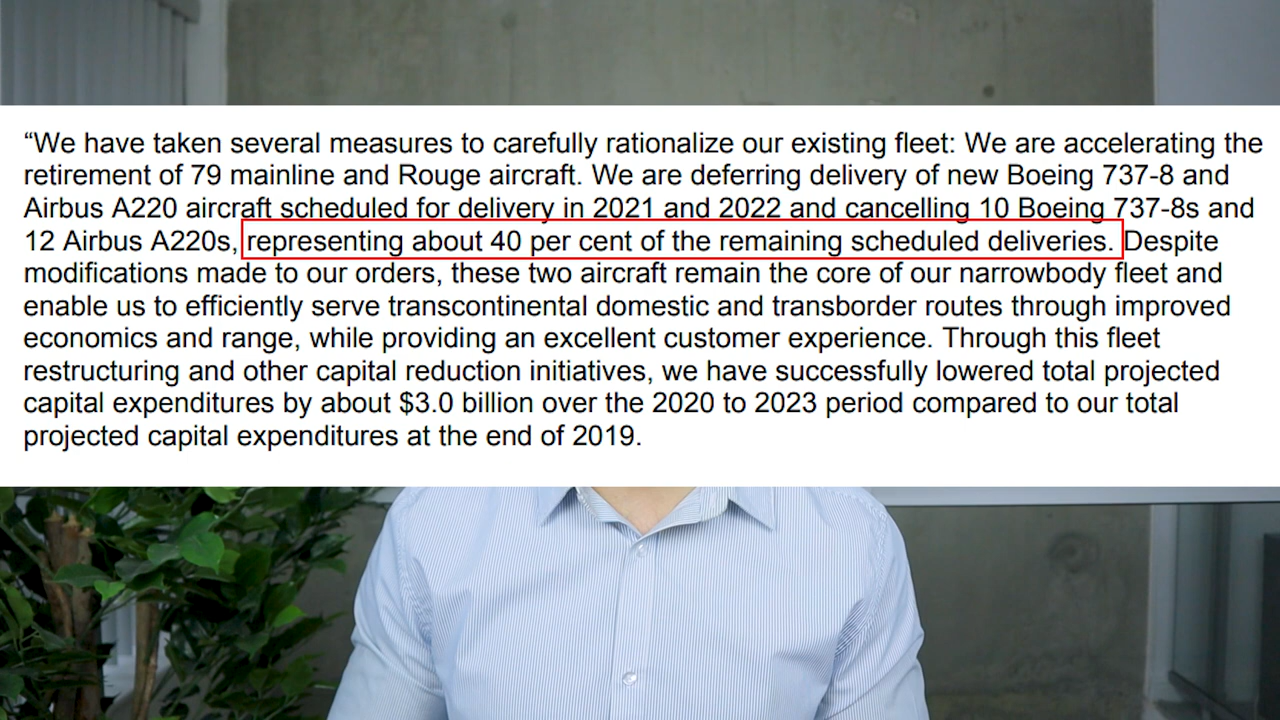 “We have taken several measures to carefully rationalize our existing fleet: We are accelerating the
retirement of 79 mainline and Rouge aircraft. We are deferring delivery of new Boeing 737-8 and
Airbus A220 aircraft scheduled for delivery in 2021 and 2022 and cancelling 10 Boeing 737-8s and
12 Airbus A220s, representing about 40 per cent of the remaining scheduled deliveries. Despite
modifications made to our orders, these two aircraft remain the core of our narrowbody fleet and
enable us to efficiently serve transcontinental domestic and transborder routes through improved
economics and range, while providing an excellent customer experience. Through this fleet
restructuring and other capital reduction initiatives, we have successfully lowered total projected
capital expenditures by about $3.0 billion over the 2020 to 2023 period compared to our total
projected capital expenditures at the end of 2019.